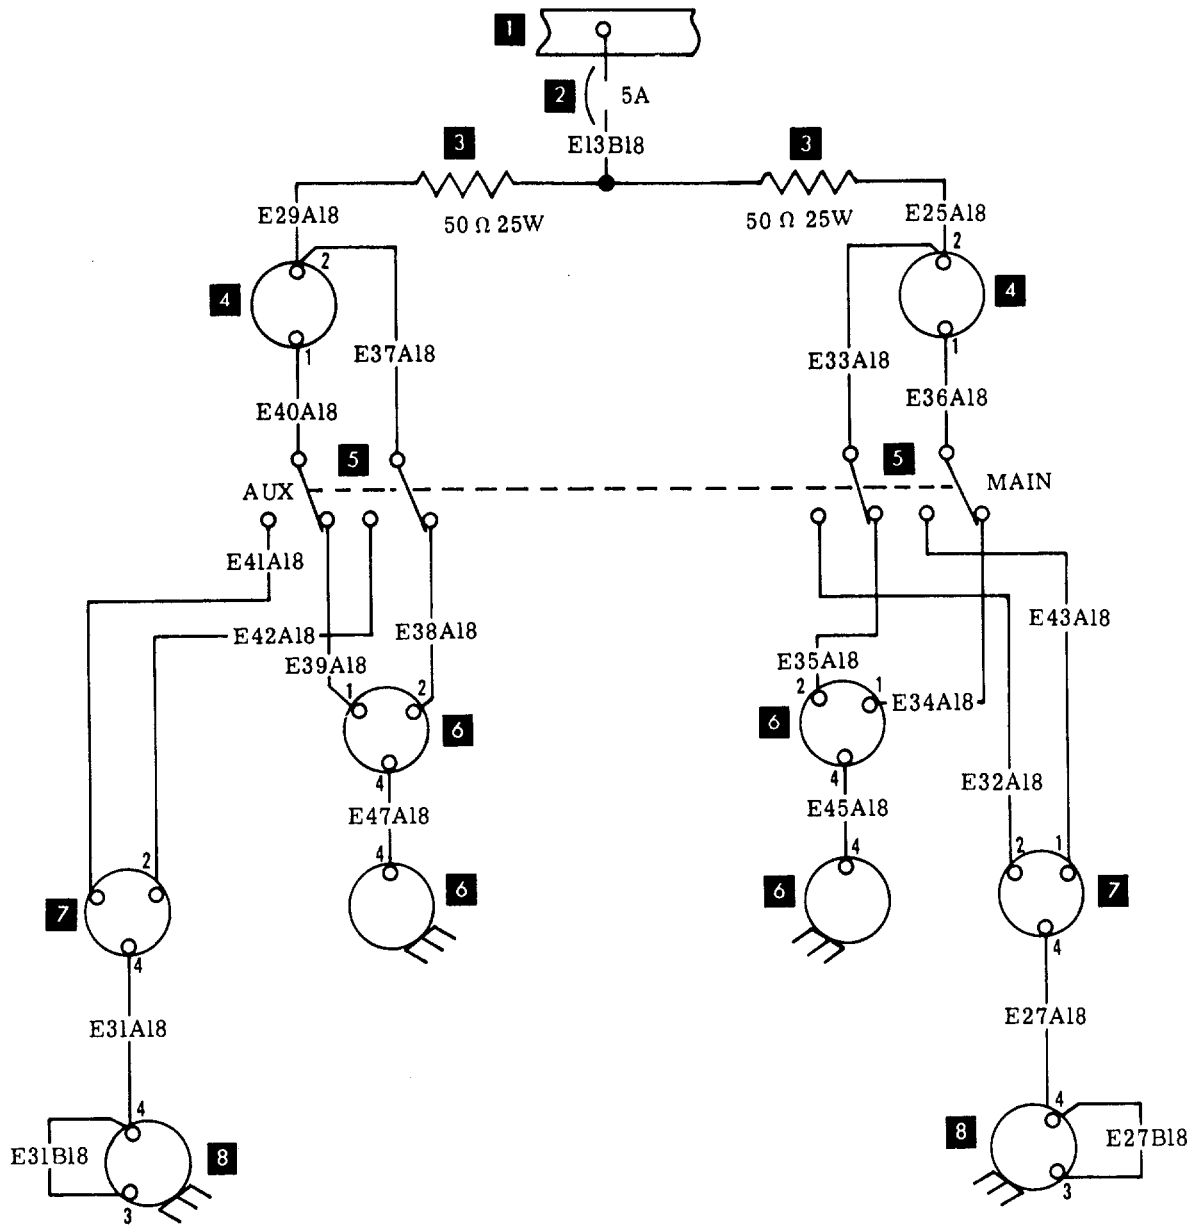 1
2 5A
E13B18
3 3
50 Ω 25W 50 Ω 25W
E29A18 E25A18
2 2
4 4
1 1
E37A18 E33A18
E40A18 E36A18
5 5
AUX MAIN
E41A18
E42A18 E38A18 E43A18
E39A18 E35A18
1 2 2 1
E34A18
6 6
4 4
E47A18 E45A18 E32A18
4 4 2 1
2
6 6 7
7
4 4
E31A18 E27A18
4 4
E31B18 8 8 E27B18
3 3